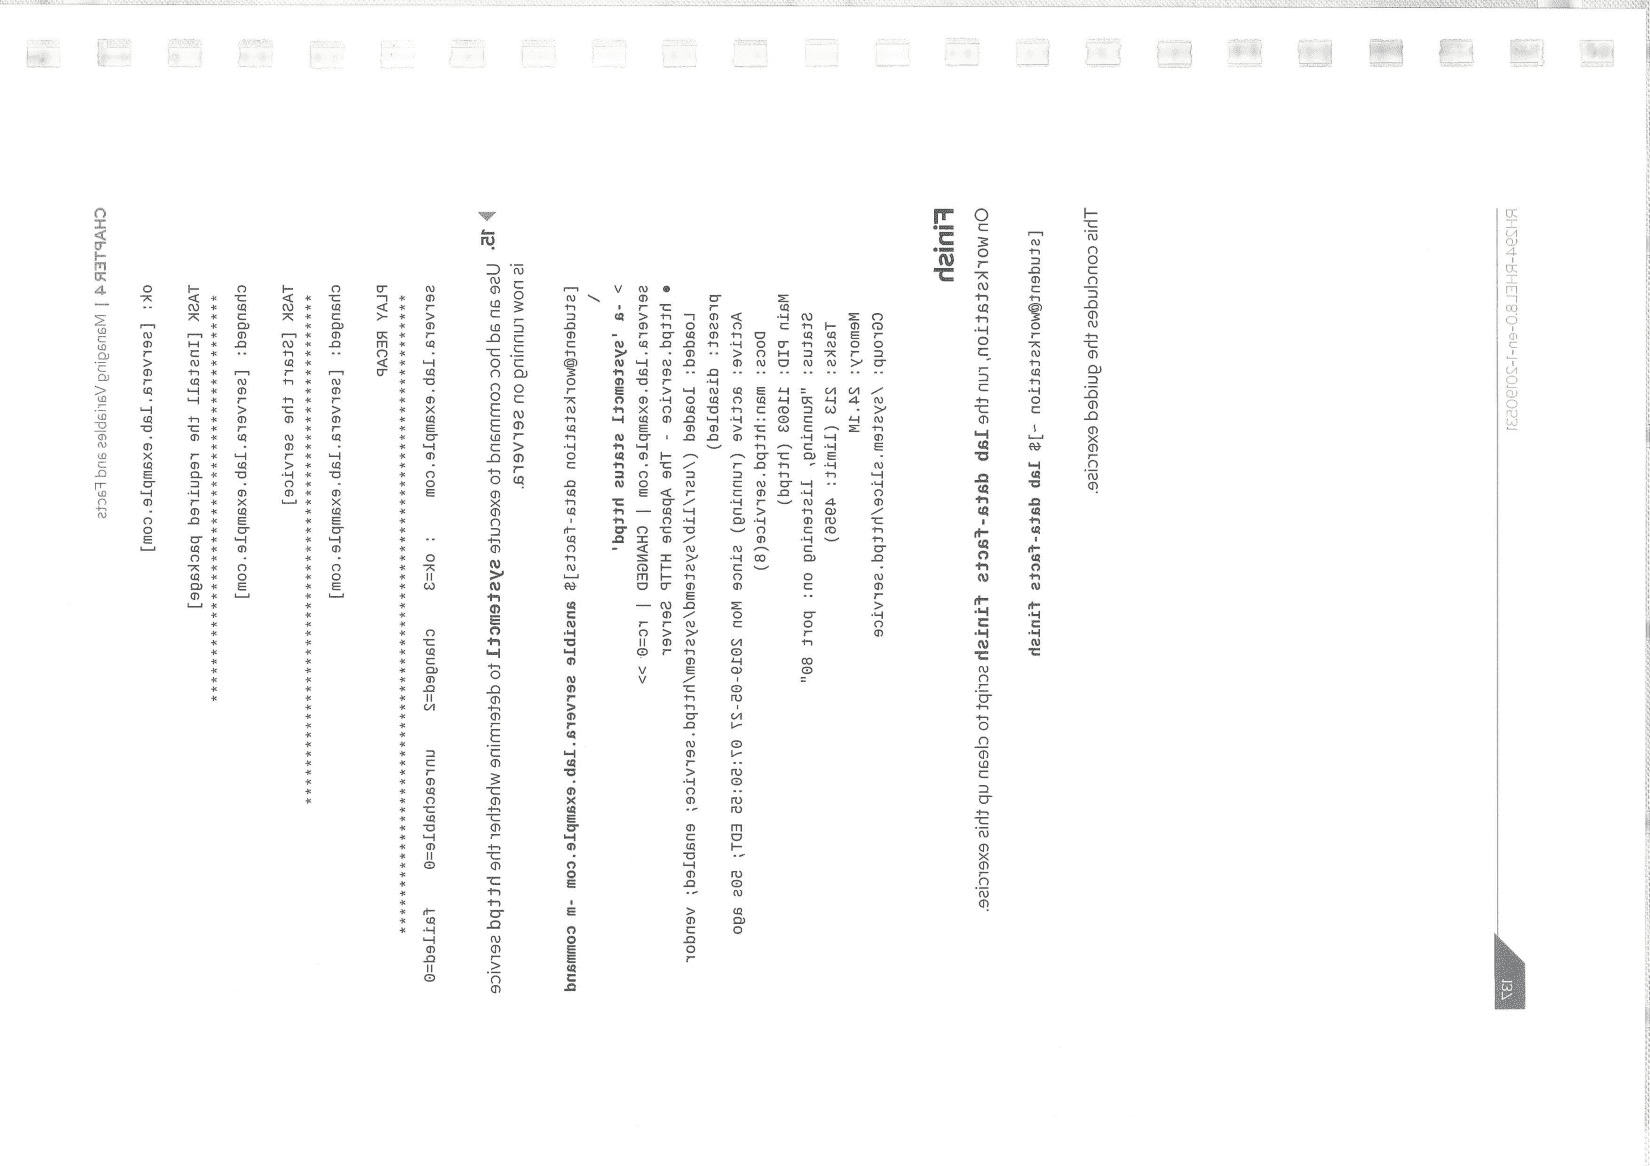 CHAPTER 4 | Managing Variables and Facts
ok: [servera.lab.example.com]
TASK [Install the required package]
***************************************************
changed: [servera.lab.example.com]
TASK [Start the service]
****************************************************************
changed: [servera.lab.example.com]
PLAY RECAP
********************************************************************************
servera.lab.example.com : ok=3 changed=2 unreachable=0 failed=0
15. Use an ad hoc command to execute systemctl to determine whether the httpd service
is now running on servera.
[student@workstation data-facts]$ ansible servera.lab.example.com -m command
/
> -a 'systemctl status httpd'
servera.lab.example.com | CHANGED | rc=0 >>
● httpd.service - The Apache HTTP Server
Loaded: loaded (/usr/lib/systemd/system/httpd.service; enabled; vendor
preset: disabled)
Active: active (running) since Mon 2019-05-27 07:50:55 EDT; 50s ago
Docs: man:httpd.service(8)
Main PID: 11603 (httpd)
Status: "Running, listening on: port 80"
Tasks: 213 (limit: 4956)
Memory: 24.1M
CGroup: /system.slice/httpd.service
Finish
On workstation, run the lab data-facts finish script to clean up this exercise.
[student@workstation ~]$ lab data-facts finish
This concludes the guided exercise.
RH294-RHEL8.0-en-1-20190531
137